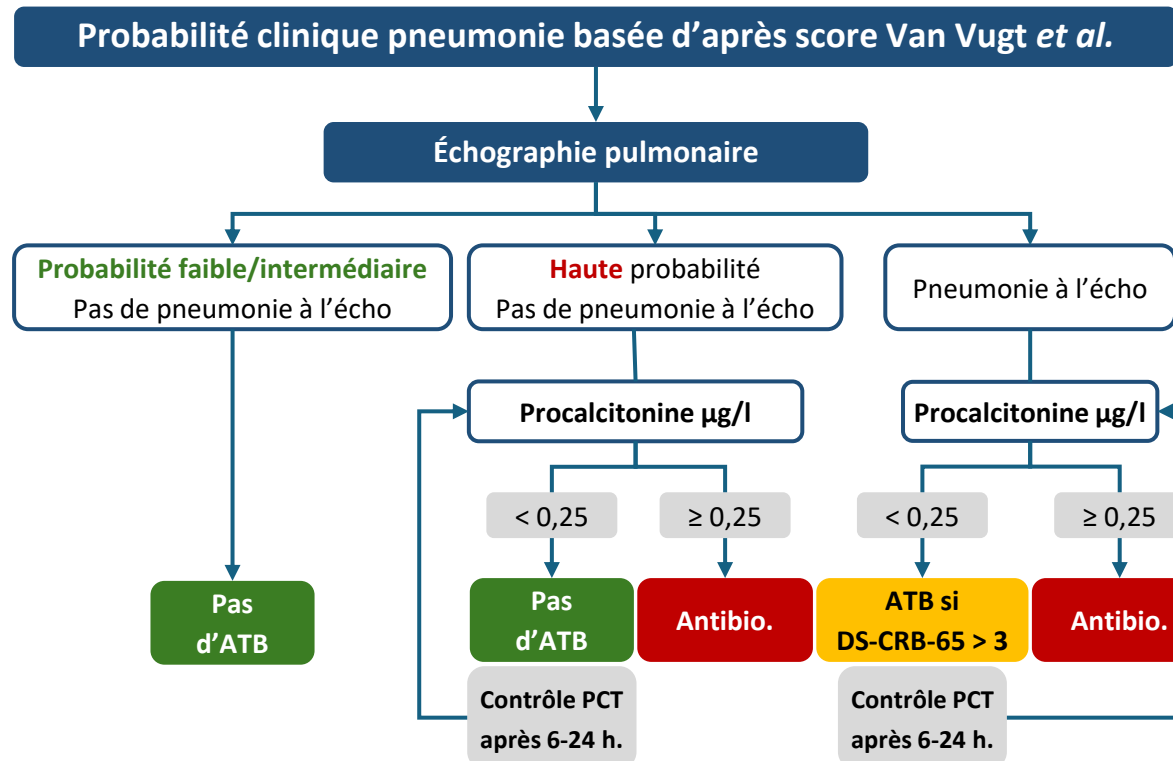 Probabilité clinique pneumonie basée d’après score Van Vugt et al.
Échographie pulmonaire
Probabilité faible/intermédiaire
Pas de pneumonie à l’écho
Haute probabilité
Pas de pneumonie à l’écho
Pneumonie à l’écho
Procalcitonine µg/l
Procalcitonine µg/l
< 0,25
≥ 0,25
< 0,25
≥ 0,25
Pas
d’ATB
Pas
d’ATB
Antibio.
ATB si
DS-CRB-65 > 3
Antibio.
Contrôle PCT
après 6-24 h.
Contrôle PCT
après 6-24 h.